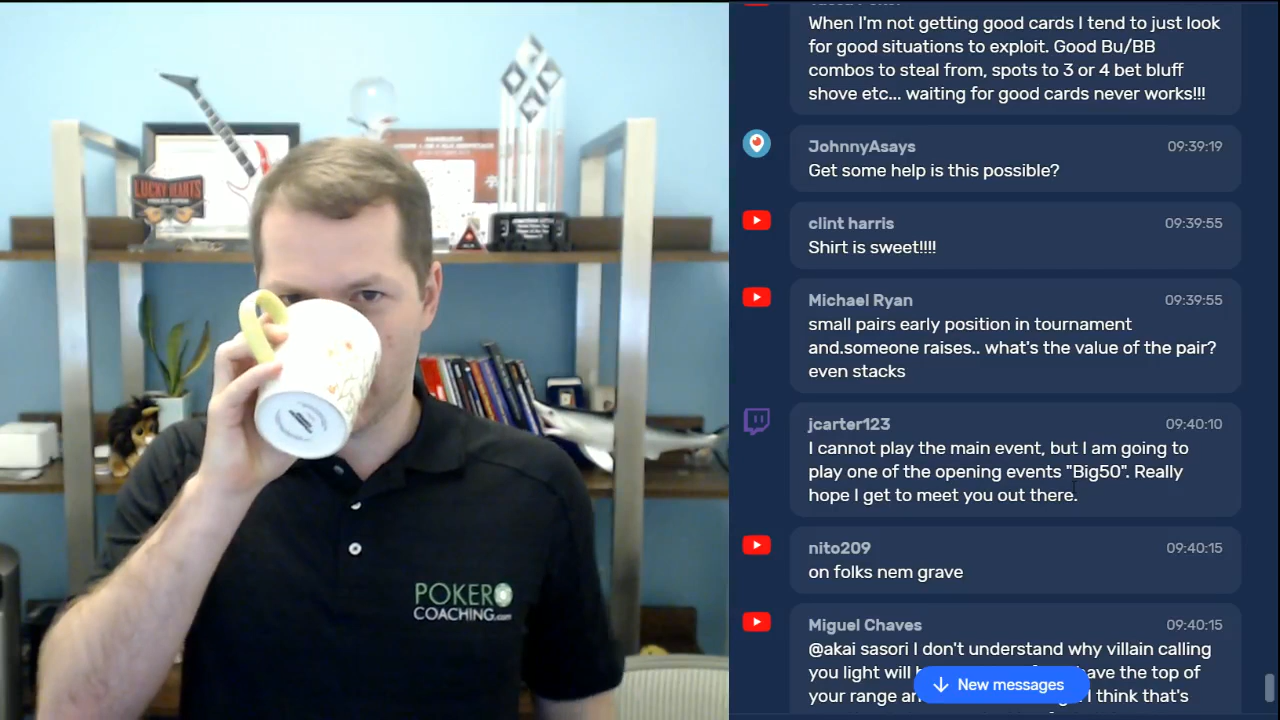 LUCKY HEARTS
POKER
COACHING.com
When I'm not getting good cards I tend to just look
for good situations to exploit. Good Bu/BB
combos to steal from, spots to 3 or 4 bet bluff
shove etc... waiting for good cards never works!!!
JohnnyAsays 09:39:19
Get some help is this possible?
clint harris 09:39:55
Shirt is sweet!!!!
Michael Ryan 09:39:55
small pairs early position in tournament
and.someone raises.. what's the value of the pair?
even stacks
jcarter123 09:40:10
I cannot play the main event, but I am going to
play one of the opening events "Big50". Really
hope I get to meet you out there.
nito209 09:40:15
on folks nem grave
Miguel Chaves 09:40:15
@akai sasori I don't understand why villain calling
you light will have the top of
your range I think that's
New messages